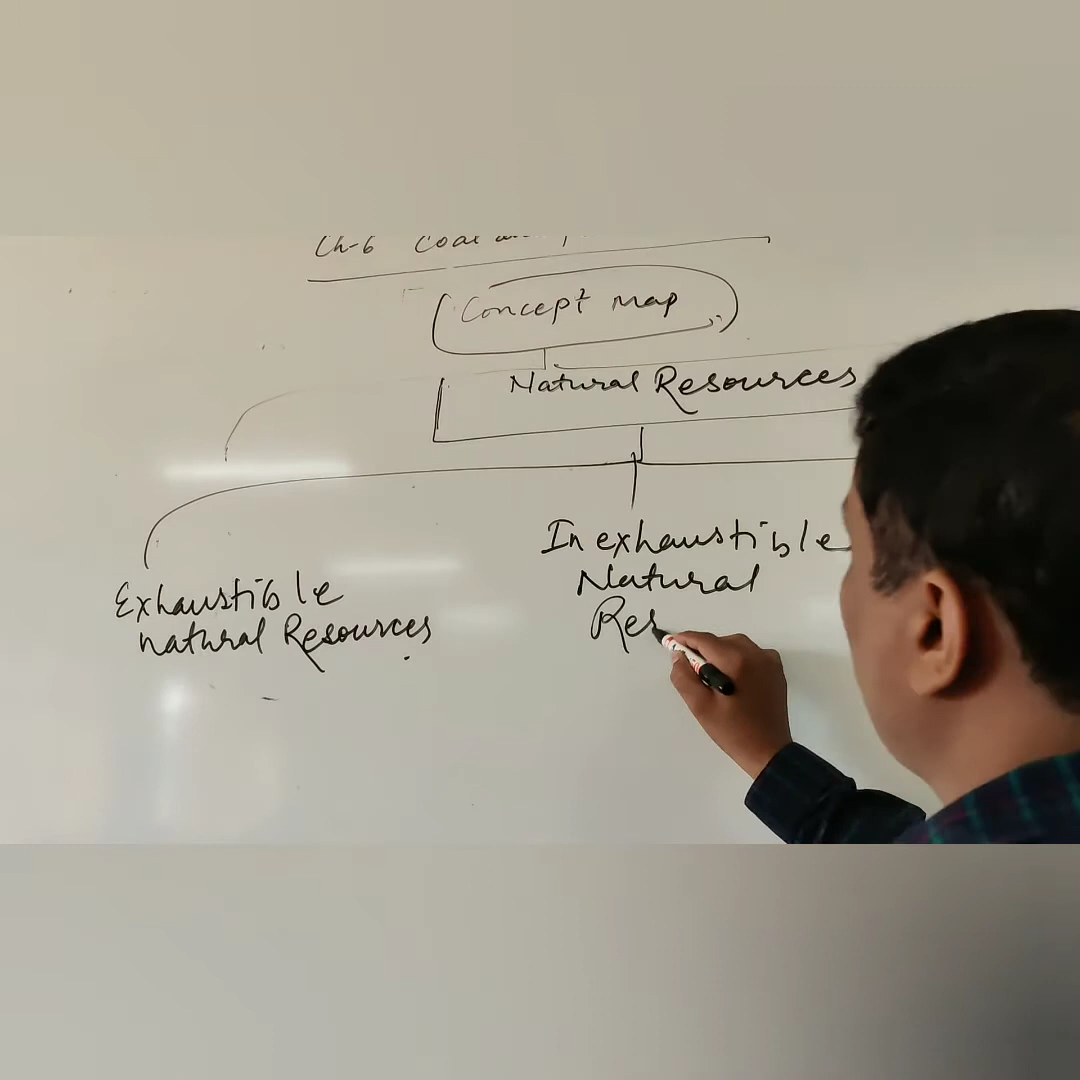 Ch-6 Coal
Concept Map
Natural Resources
Inexhaustible
Natural
Res
Exhaustible
natural Resources